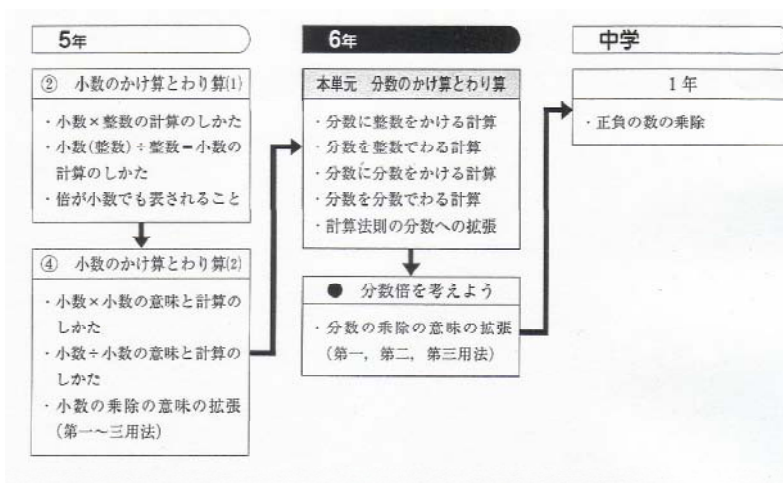 5年
② 小数のかけ算とわり算(1)
・小数×整数の計算のしかた
・小数(整数)÷整数=小数の
計算のしかた
・倍が小数でも表されること
④ 小数のかけ算とわり算(2)
・小数×小数の意味と計算の
しかた
・小数÷小数の意味と計算の
しかた
・小数の乗除の意味の拡張
(第一〜三用法)
6年
本単元 分数のかけ算とわり算
・分数に整数をかける計算
・分数を整数でわる計算
・分数に分数をかける計算
・分数を分数でわる計算
・計算法則の分数への拡張
● 分数倍を考えよう
・分数の乗除の意味の拡張
(第一,第二,第三用法)
中学
1年
・正負の数の乗除